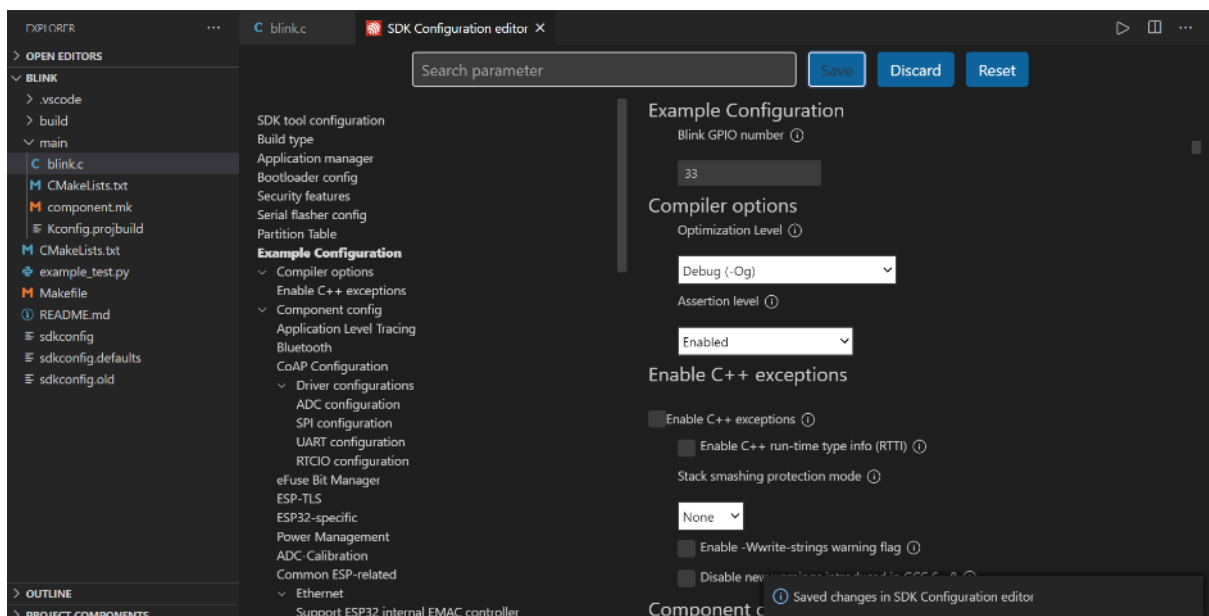 EXPLORER ...
blink.c
SDK Configuration editor
OPEN EDITORS
BLINK
.vscode
build
main
blink.c
CMakeLists.txt
component.mk
Kconfig.projbuild
CMakeLists.txt
example_test.py
Makefile
README.md
sdkconfig
sdkconfig.defaults
sdkconfig.old
OUTLINE
PROJECT COMPONENTS
Search parameter
Save
Discard
Reset
SDK tool configuration
Build type
Application manager
Bootloader config
Security features
Serial flasher config
Partition Table
Example Configuration
Compiler options
Enable C++ exceptions
Component config
Application Level Tracing
Bluetooth
CoAP Configuration
Driver configurations
ADC configuration
SPI configuration
UART configuration
RTCIO configuration
eFuse Bit Manager
ESP-TLS
ESP32-specific
Power Management
ADC-Calibration
Common ESP-related
Ethernet
Support ESP32 internal EMAC controller
Example Configuration
Blink GPIO number
33
Compiler options
Optimization Level
Debug (-Og)
Assertion level
Enabled
Enable C++ exceptions
Enable C++ exceptions
Enable C++ run-time type info (RTTI)
Stack smashing protection mode
None
Enable -Wwrite-strings warning flag
Disable new
Component c
Saved changes in SDK Configuration editor